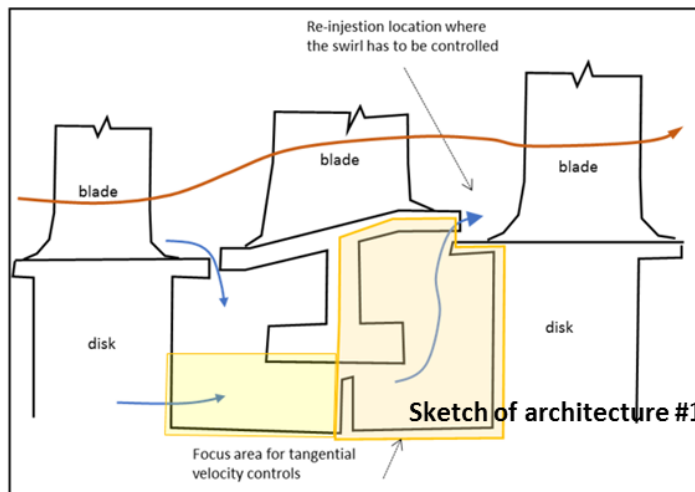 Re-injestion location where
the swirl has to be controlled
blade
blade
blade
disk
disk
Sketch of architecture #1
Focus area for tangential
velocity controls